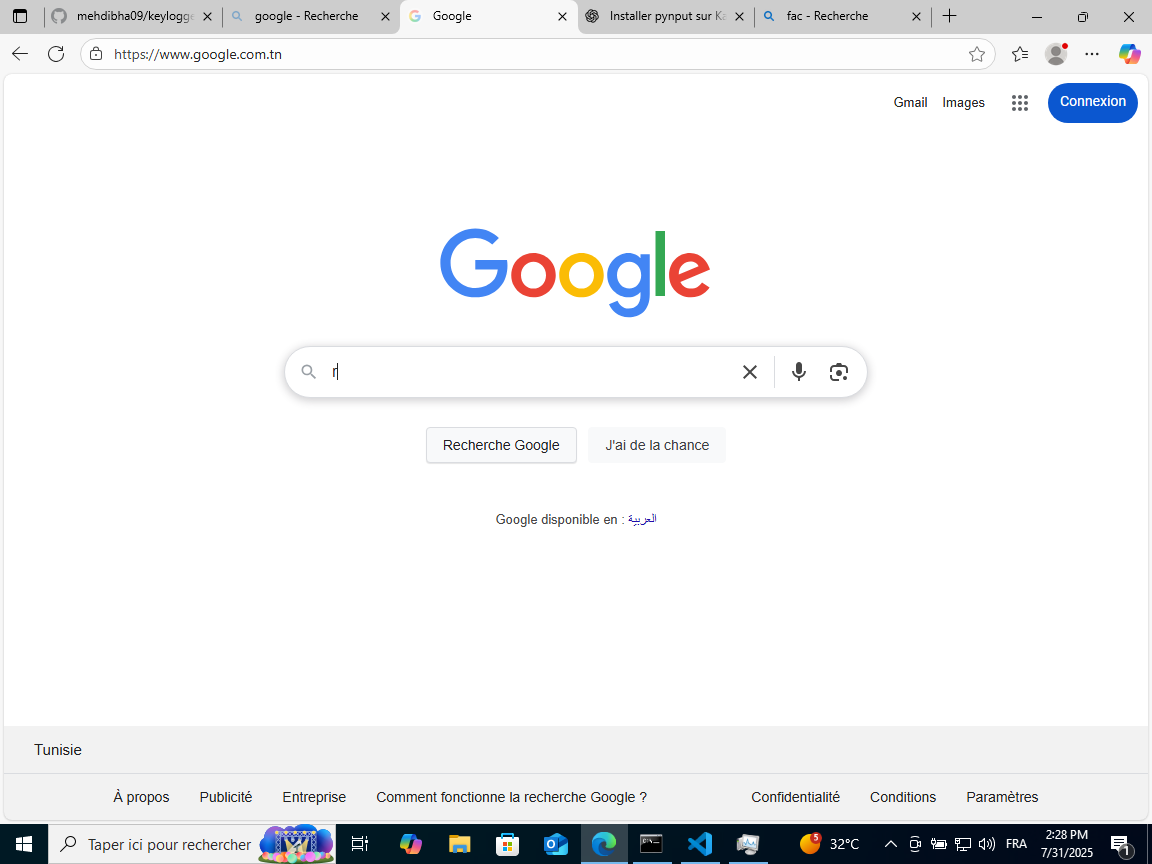 mehdibha09/keylogge
google - Recherche
Google
Installer pynput sur Ka
fac - Recherche
https://www.google.com.tn
Gmail
Images
Connexion
Google
r
Recherche Google
J'ai de la chance
Google disponible en : العربية
Tunisie
À propos
Publicité
Entreprise
Comment fonctionne la recherche Google ?
Confidentialité
Conditions
Paramètres
Taper ici pour rechercher
5
32°C
FRA
2:28 PM
7/31/2025
1